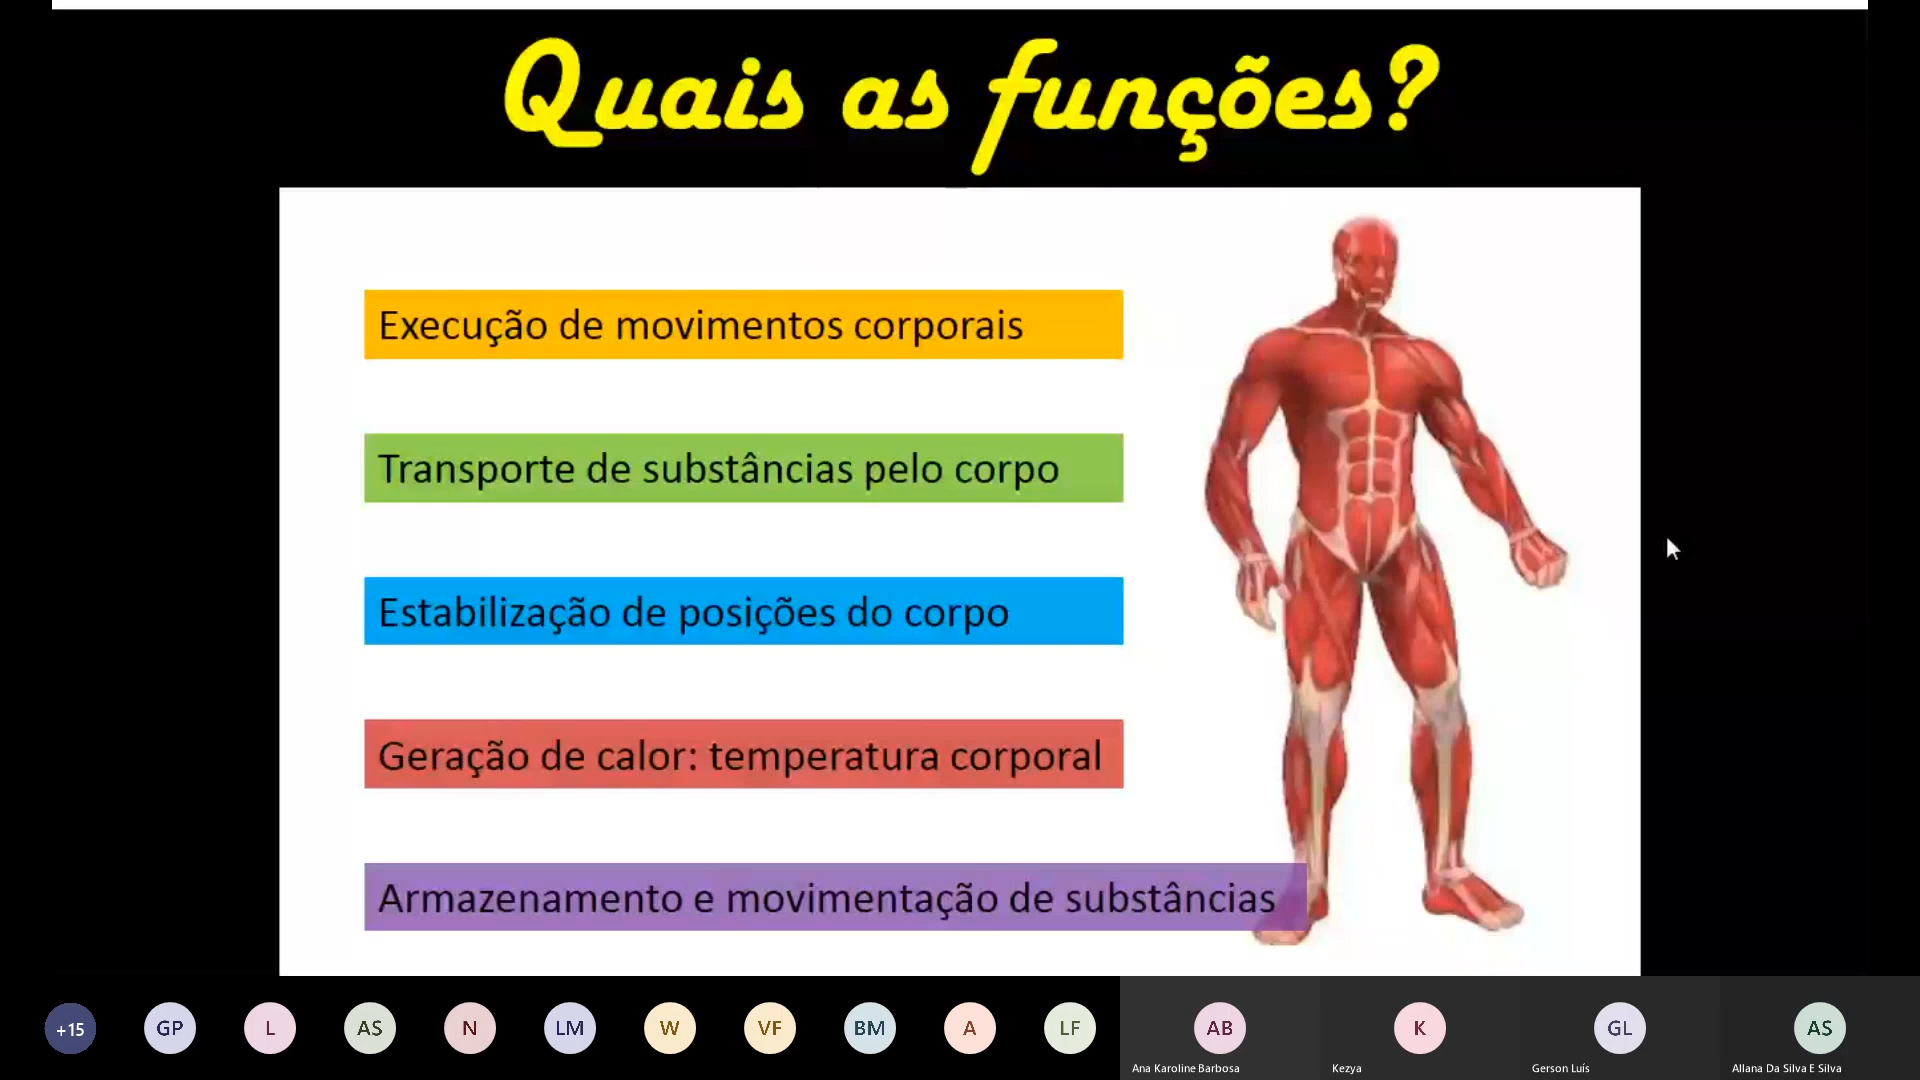 Quais as funções?
Execução de movimentos corporais
Transporte de substâncias pelo corpo
Estabilização de posições do corpo
Geração de calor: temperatura corporal
Armazenamento e movimentação de substâncias
+15
GP
L
AS
N
LM
W
VF
BM
A
LF
AB
K
GL
AS
Ana Karoline Barbosa
Kezya
Gerson Luís
Allana Da Silva E Silva